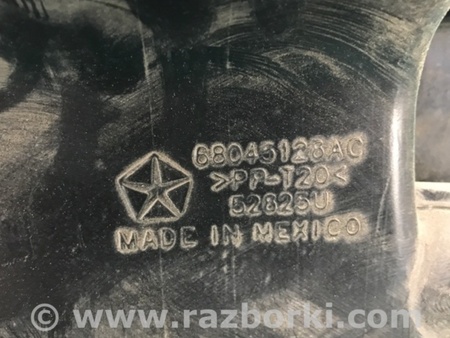 68045128AC
>PP-T20<
52825U
MADE IN MEXICO
© www.razborki.com